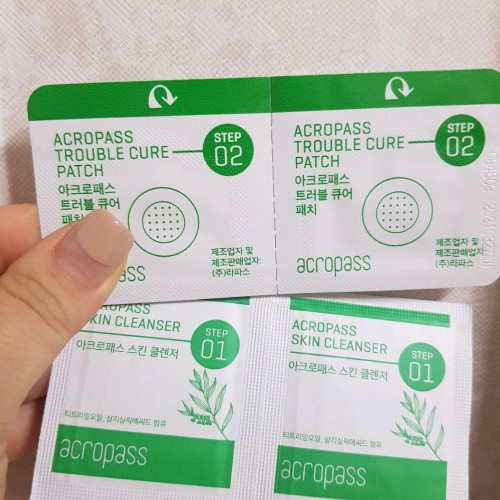 ACROPASS
TROUBLE CURE
PATCH
STEP
02
아크로패스
트러블 큐어
패치
제조업자 및
제조판매업자:
(주)라파스
acropass
ACROPASS
TROUBLE CURE
PATCH
STEP
02
아크로패스
트러블 큐어
패치
제조업자 및
제조판매업자:
(주)라파스
acropass
SKIN CLEANSER
STEP
01
아크로패스 스킨 클렌저
티트리잎오일, 살리실릭애씨드 함유
acropass
ACROPASS
SKIN CLEANSER
STEP
01
아크로패스 스킨 클렌저
티트리잎오일, 살리실릭애씨드 함유
acropass